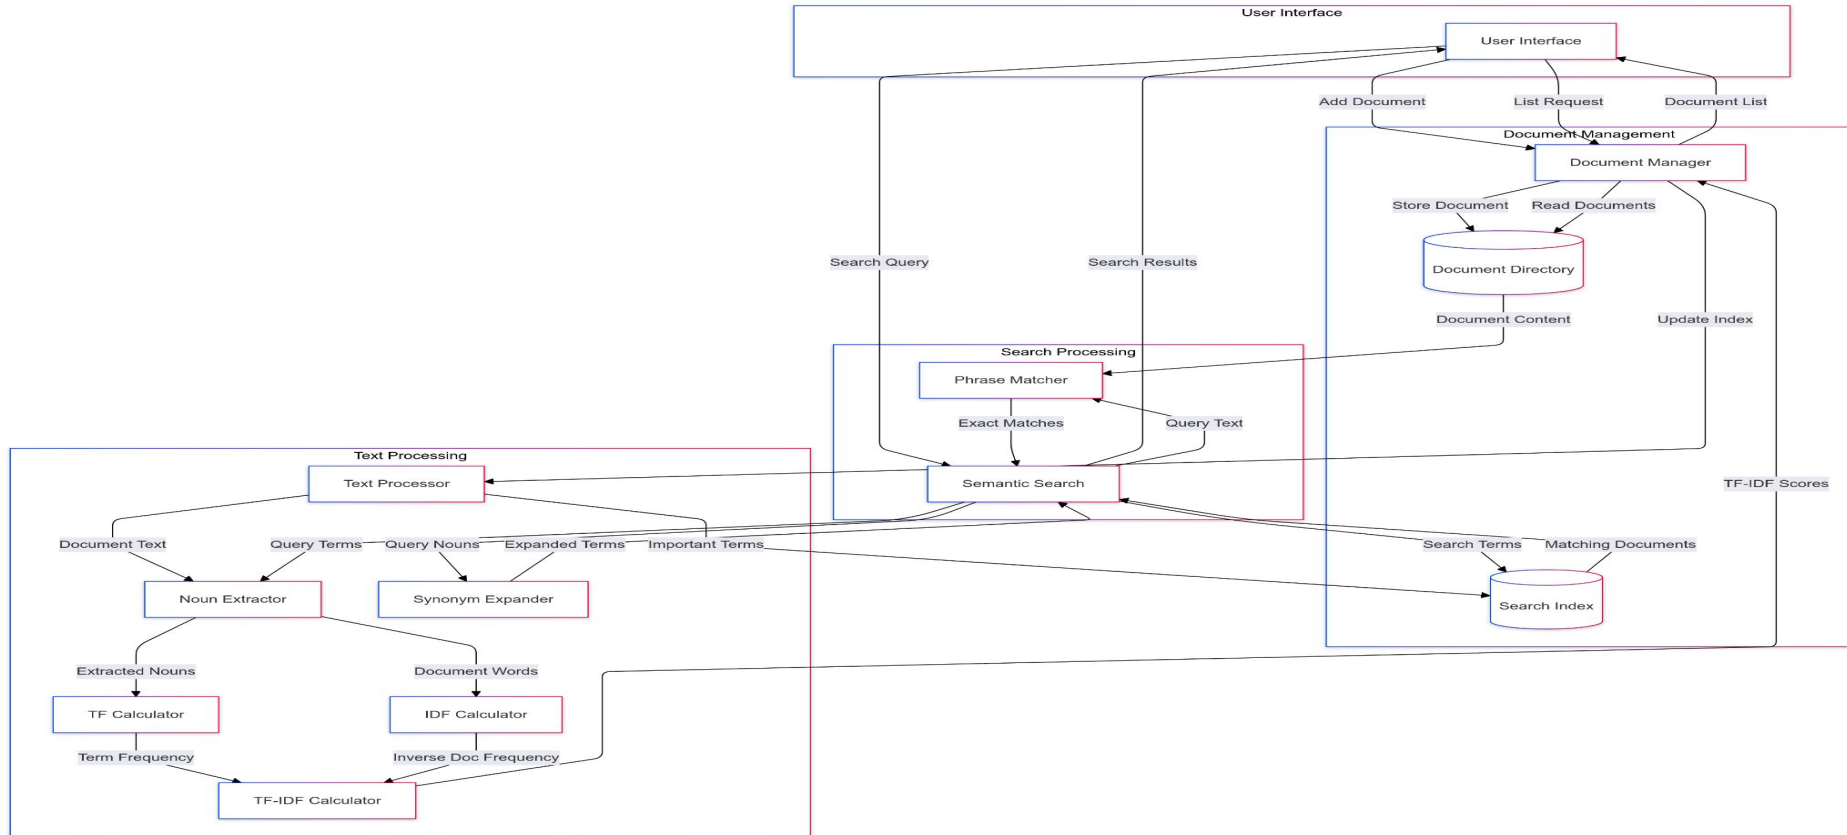 User Interface
User Interface
Add Document
List Request
Document List
Document Management
Document Manager
Store Document
Read Documents
Search Query
Search Results
Document Directory
Document Content
Update Index
Search Processing
Phrase Matcher
Exact Matches
Query Text
Text Processing
Text Processor
Semantic Search
TF-IDF Scores
Document Text
Query Terms
Query Nouns
Expanded Terms
Important Terms
Search Terms
Matching Documents
Noun Extractor
Synonym Expander
Search Index
Extracted Nouns
Document Words
TF Calculator
IDF Calculator
Term Frequency
Inverse Doc Frequency
TF-IDF Calculator